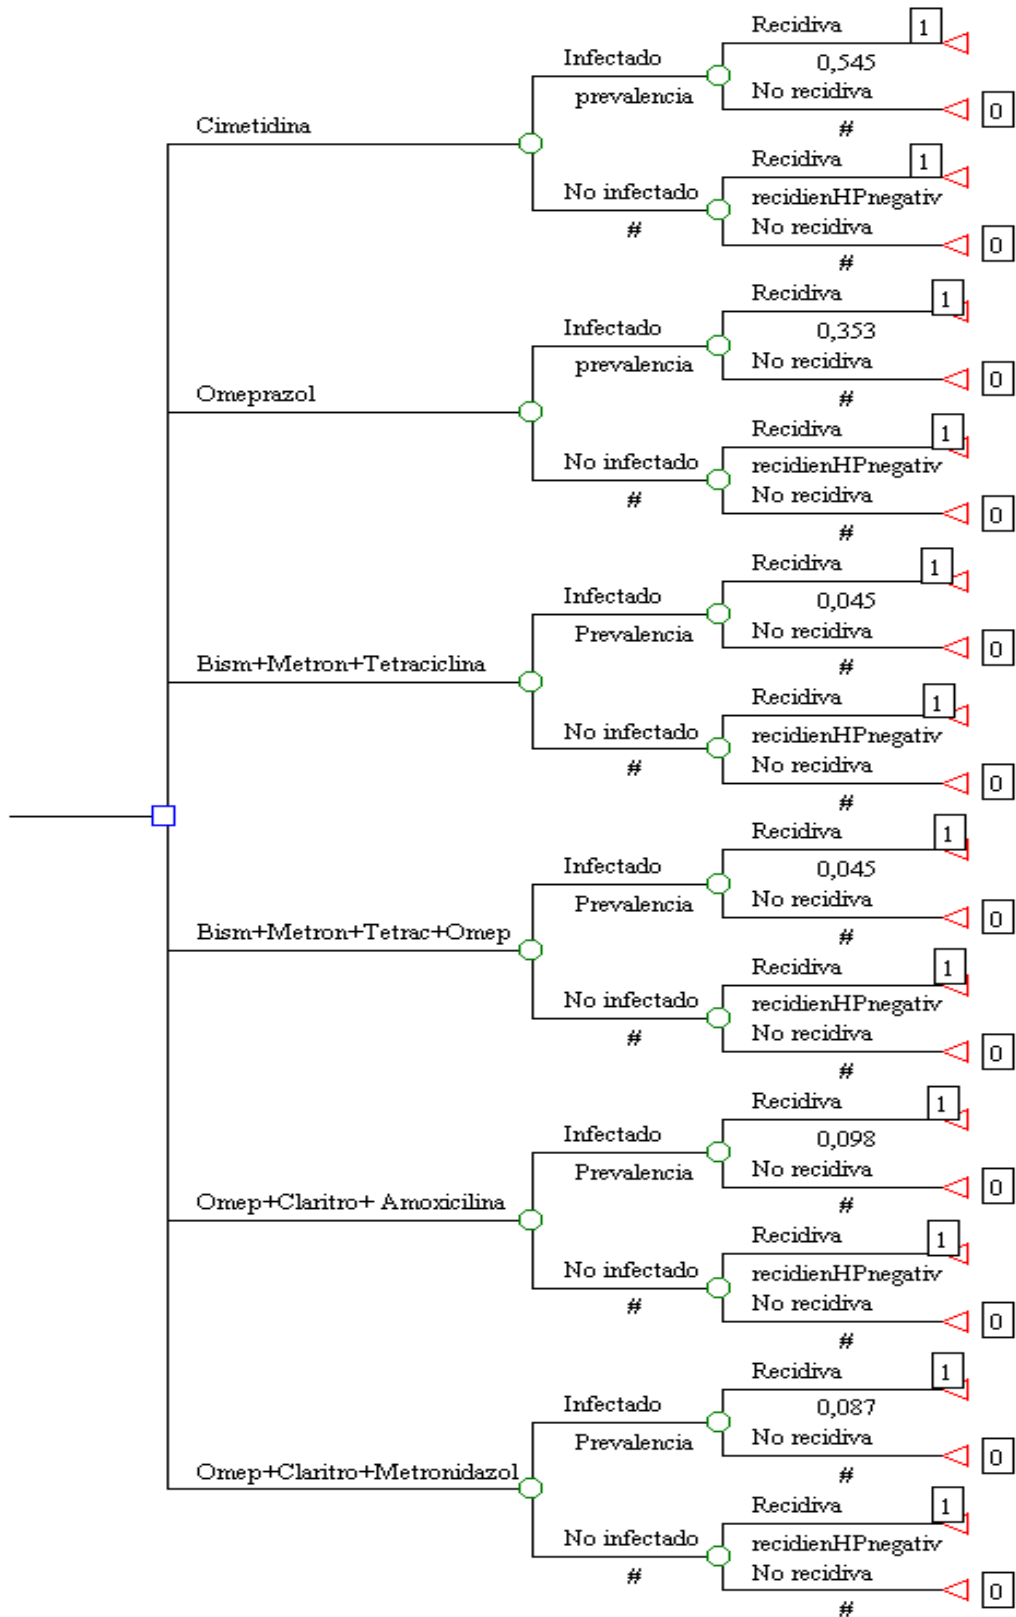 Recidiva 1
Infectado
0,545
prevalencia
No recidiva
0
#
Cimetidina
Recidiva 1
No infectado
recidienHPnegativ
#
No recidiva
0
#
Recidiva 1
Infectado
0,353
prevalencia
No recidiva
0
#
Omeprazol
Recidiva 1
No infectado
recidienHPnegativ
#
No recidiva
0
#
Recidiva 1
Infectado
0,045
Prevalencia
No recidiva
0
#
Bism+Metron+Tetraciclina
Recidiva 1
No infectado
recidienHPnegativ
#
No recidiva
0
#
Recidiva 1
Infectado
0,045
Prevalencia
No recidiva
0
#
Bism+Metron+Tetrac+Omep
Recidiva 1
No infectado
recidienHPnegativ
#
No recidiva
0
#
Recidiva 1
Infectado
0,098
Prevalencia
No recidiva
0
#
Omep+Claritro+ Amoxicilina
Recidiva 1
No infectado
recidienHPnegativ
#
No recidiva
0
#
Recidiva 1
Infectado
0,087
Prevalencia
No recidiva
0
#
Omep+Claritro+Metronidazol
Recidiva 1
No infectado
recidienHPnegativ
#
No recidiva
0
#